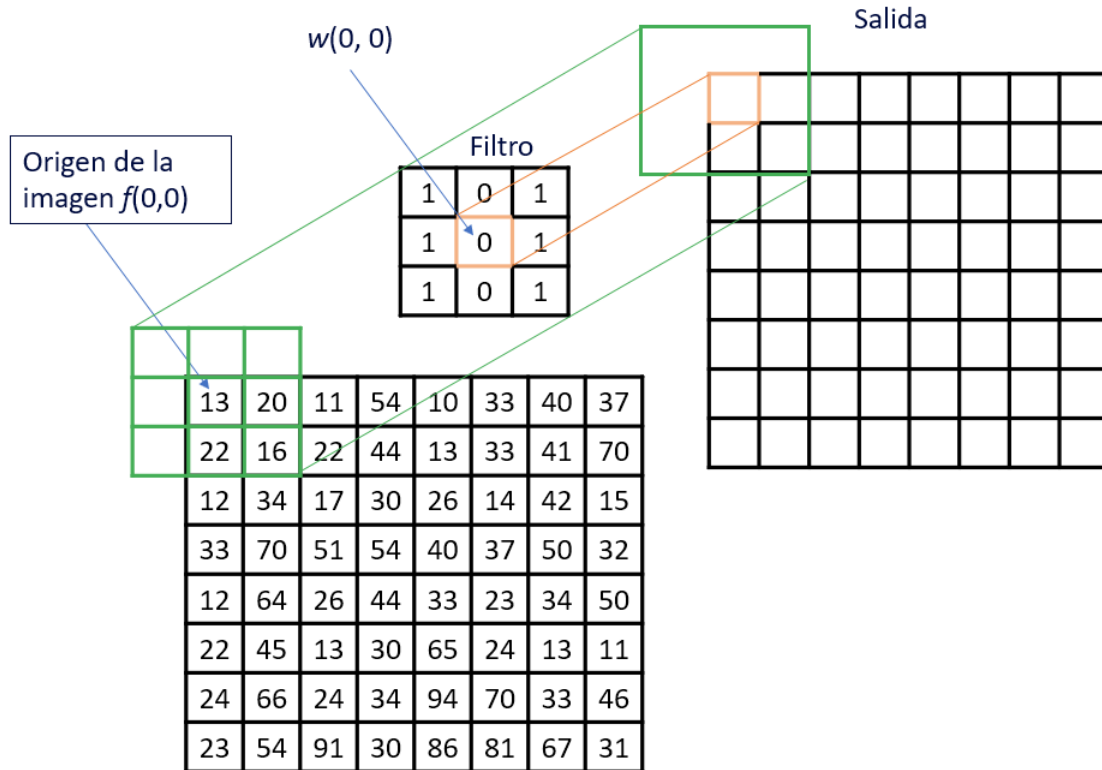 Salida
w(0, 0)
Filtro
Origen de la
imagen f(0,0)
1 0 1
1 0 1
1 0 1
13 20 11 54 10 33 40 37
22 16 22 44 13 33 41 70
12 34 17 30 26 14 42 15
33 70 51 54 40 37 50 32
12 64 26 44 33 23 34 50
22 45 13 30 65 24 13 11
24 66 24 34 94 70 33 46
23 54 91 30 86 81 67 31